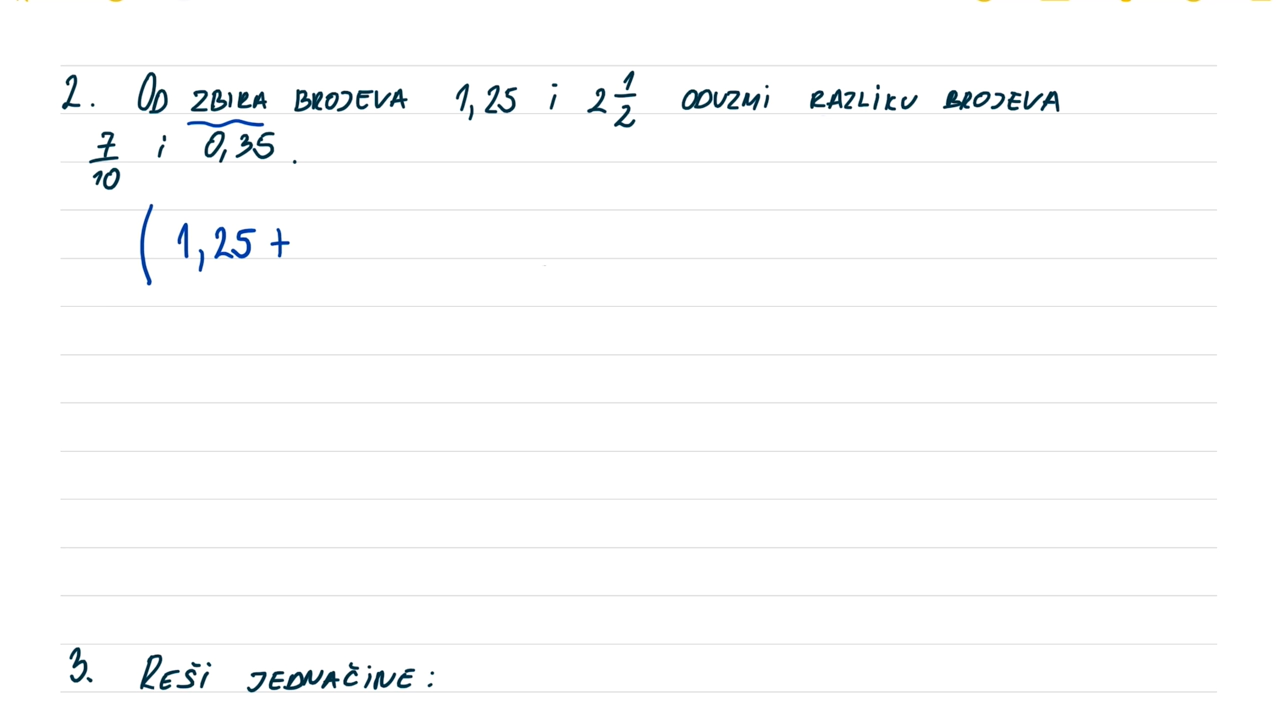 2. OD ZBIRA BROJEVA 1,25 i 2 1/2 ODUZMI RAZLIKU BROJEVA
7/10 i 0,35.
( 1,25 +
3. REŠI JEDNAČINE: